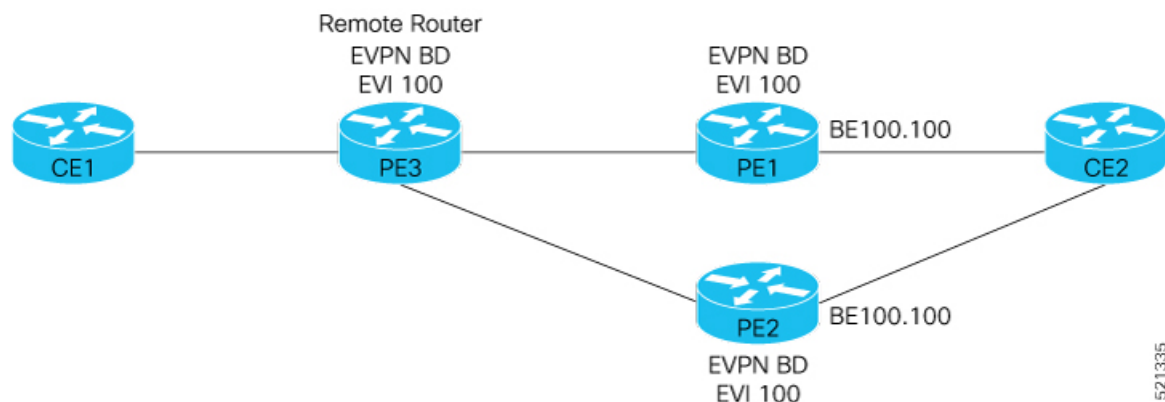 Remote Router
EVPN BD
EVI 100
EVPN BD
EVI 100
BE100.100
CE1
PE3
PE1
CE2
PE2
BE100.100
EVPN BD
EVI 100
521335